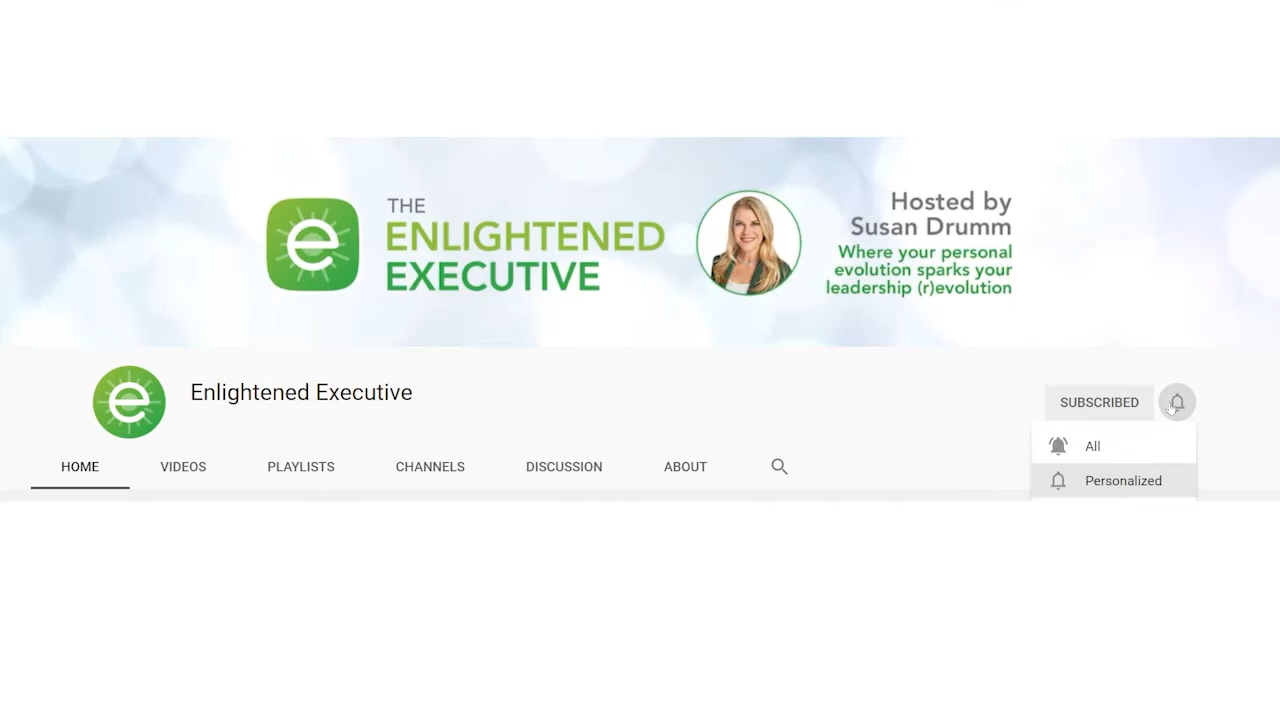 e
THE
ENLIGHTENED
EXECUTIVE
Hosted by
Susan Drumm
Where your personal
evolution sparks your
leadership (r)evolution
e
Enlightened Executive
SUBSCRIBED
All
Personalized
HOME VIDEOS PLAYLISTS CHANNELS DISCUSSION ABOUT